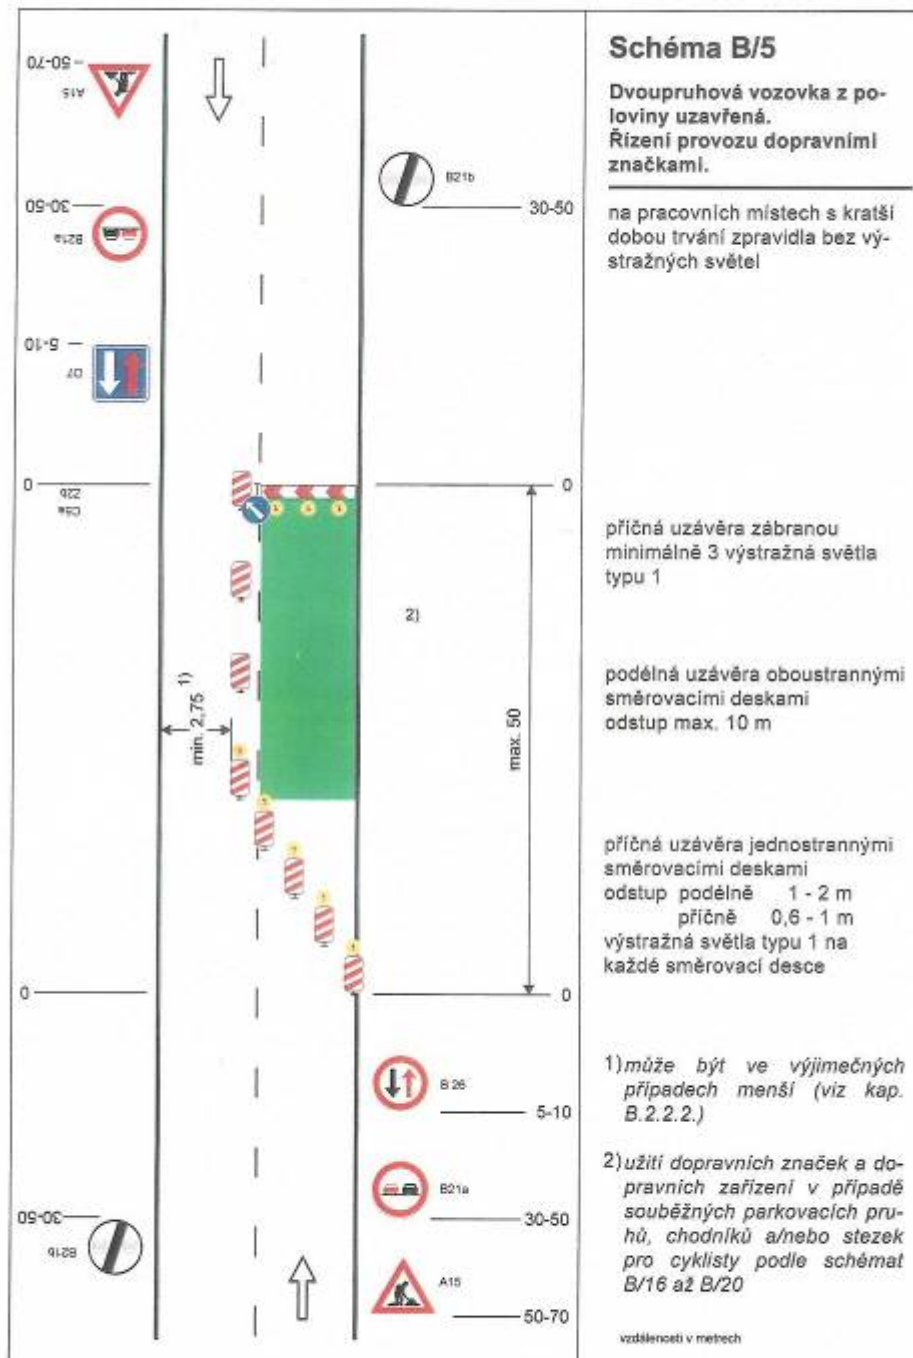 Schéma B/5
Dvoupruhová vozovka z po-
loviny uzavřená.
Řízení provozu dopravními
značkami.
na pracovních místech s kratší
dobou trvání zpravidla bez vý-
stražných světel
příčná uzávěra zábranou
minimálně 3 výstražná světla
typu 1
podélná uzávěra oboustrannými
směrovacími deskami
odstup max. 10 m
příčná uzávěra jednostrannými
směrovacími deskami
odstup podélně 1 - 2 m
příčně 0,6 - 1 m
výstražná světla typu 1 na
každé směrovací desce
1) může být ve výjimečných
případech menší (viz kap.
B.2.2.2.)
2) užití dopravních značek a do-
pravních zařízení v případě
souběžných parkovacích pru-
hů, chodníků a/nebo stezek
pro cyklisty podle schémat
B/16 až B/20
vzdálenosti v metrech
50-70
A15
30-50
B21a
5-10
0
Z2b
C5a
min. 2,75 1)
0
30-50
B21b
B21b
30-50
0
2)
max. 50
0
B 26
5-10
B21a
30-50
A15
50-70